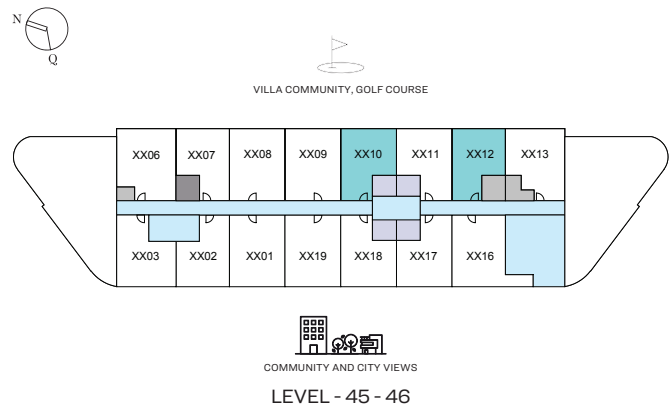 N
Q
VILLA COMMUNITY, GOLF COURSE
XX06 XX07 XX08 XX09 XX10 XX11 XX12 XX13
XX03 XX02 XX01 XX19 XX18 XX17 XX16
COMMUNITY AND CITY VIEWS
LEVEL - 45 - 46